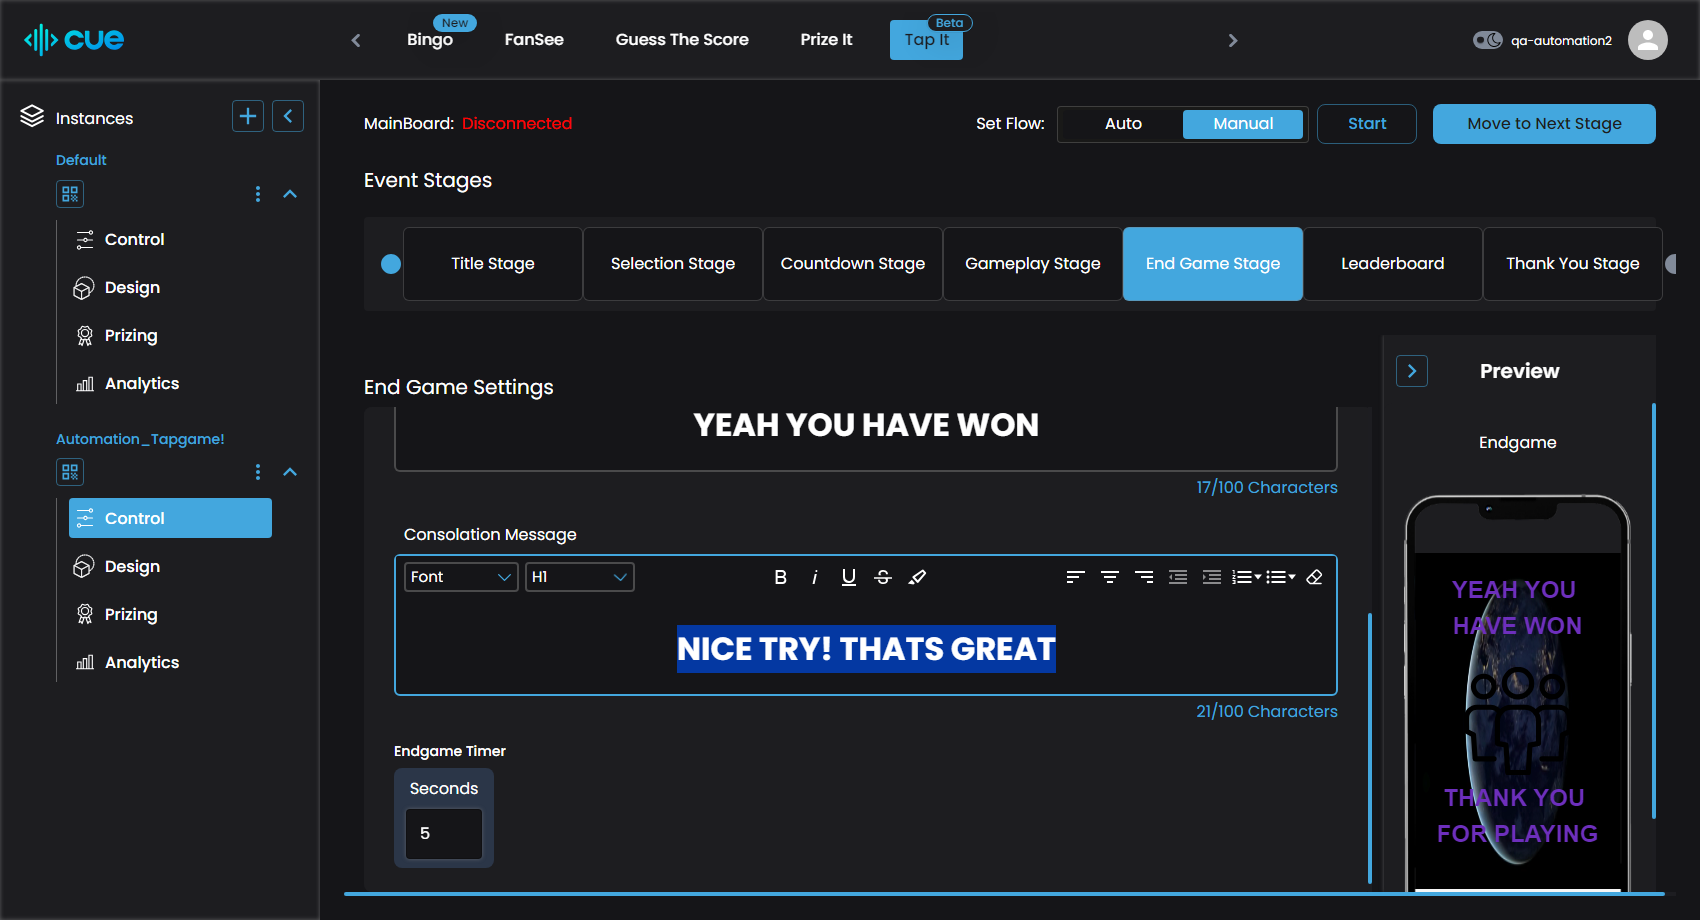 cue
New
Bingo
FanSee
Guess The Score
Prize It
Beta
Tap It
qa-automation2
Instances
Default
Control
Design
Prizing
Analytics
Automation_Tapgame!
Control
Design
Prizing
Analytics
MainBoard: Disconnected
Set Flow:
Auto
Manual
Start
Move to Next Stage
Event Stages
Title Stage
Selection Stage
Countdown Stage
Gameplay Stage
End Game Stage
Leaderboard
Thank You Stage
End Game Settings
YEAH YOU HAVE WON
17/100 Characters
Consolation Message
Font
H1
B
i
U
S
NICE TRY! THATS GREAT
21/100 Characters
Endgame Timer
Seconds
5
Preview
Endgame
YEAH YOU
HAVE WON
THANK YOU
FOR PLAYING